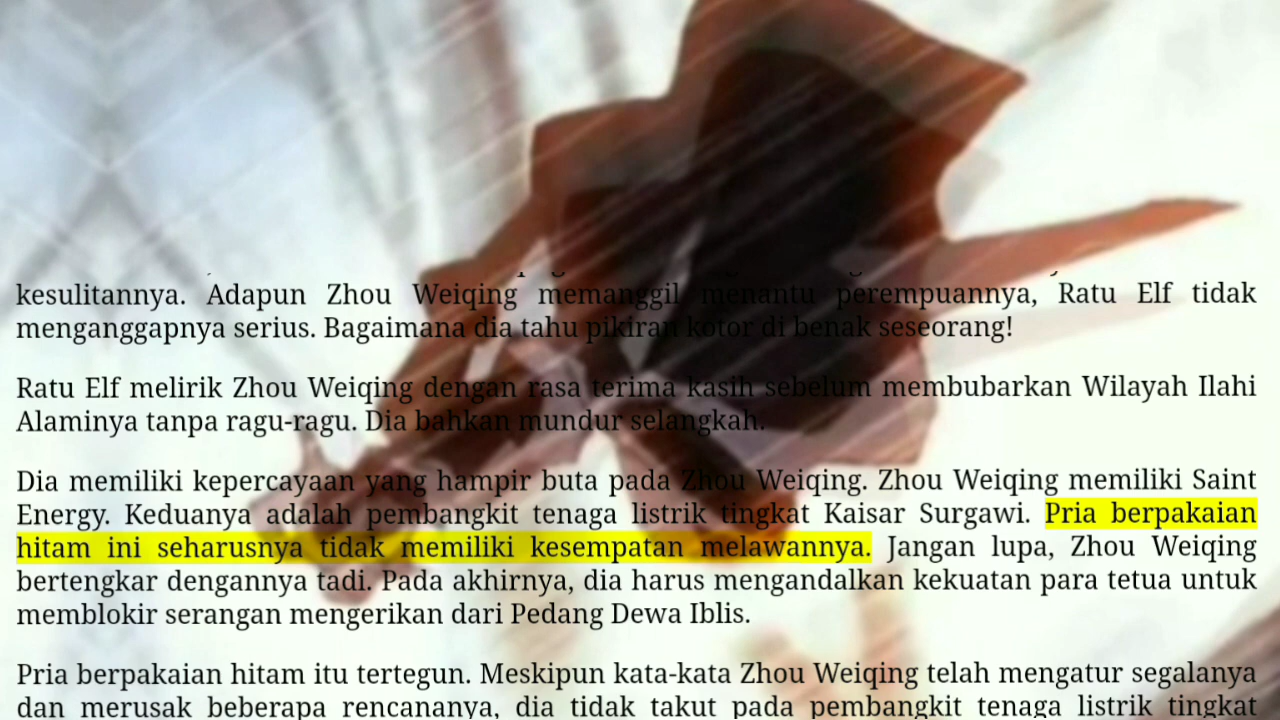 kesulitannya. Adapun Zhou Weiqing memanggil menantu perempuannya, Ratu Elf tidak
menganggapnya serius. Bagaimana dia tahu pikiran kotor di benak seseorang!
Ratu Elf melirik Zhou Weiqing dengan rasa terima kasih sebelum membubarkan Wilayah Ilahi
Alaminya tanpa ragu-ragu. Dia bahkan mundur selangkah.
Dia memiliki kepercayaan yang hampir buta pada Zhou Weiqing. Zhou Weiqing memiliki Saint
Energy. Keduanya adalah pembangkit tenaga listrik tingkat Kaisar Surgawi. Pria berpakaian
hitam ini seharusnya tidak memiliki kesempatan melawannya. Jangan lupa, Zhou Weiqing
bertengkar dengannya tadi. Pada akhirnya, dia harus mengandalkan kekuatan para tetua untuk
memblokir serangan mengerikan dari Pedang Dewa Iblis.
Pria berpakaian hitam itu tertegun. Meskipun kata-kata Zhou Weiqing telah mengatur segalanya
dan merusak beberapa rencananya, dia tidak takut pada pembangkit tenaga listrik tingkat